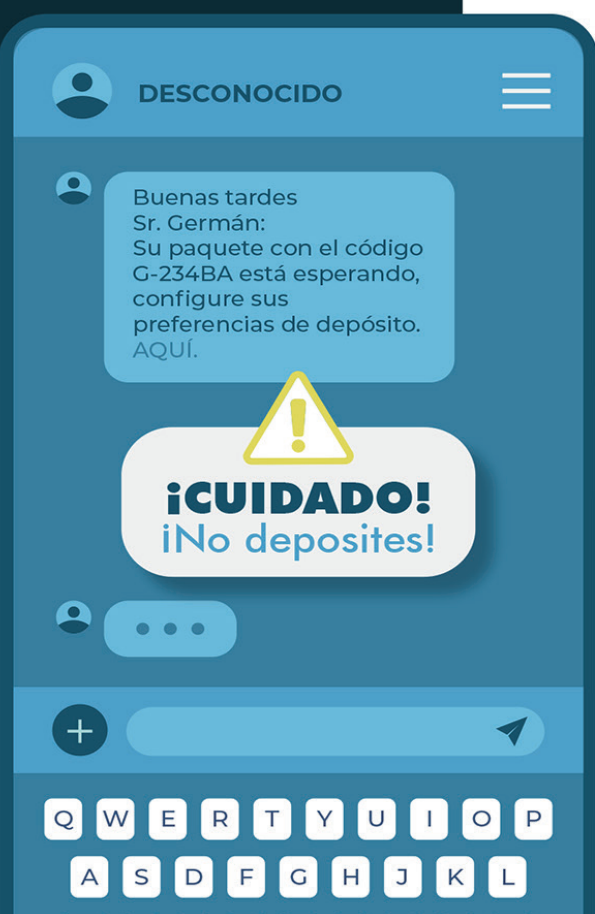 DESCONOCIDO
Buenas tardes
Sr. Germán:
Su paquete con el código
G-234BA está esperando,
configure sus
preferencias de depósito.
AQUÍ.
¡CUIDADO!
¡No deposites!
Q W E R T Y U I O P
A S D F G H J K L